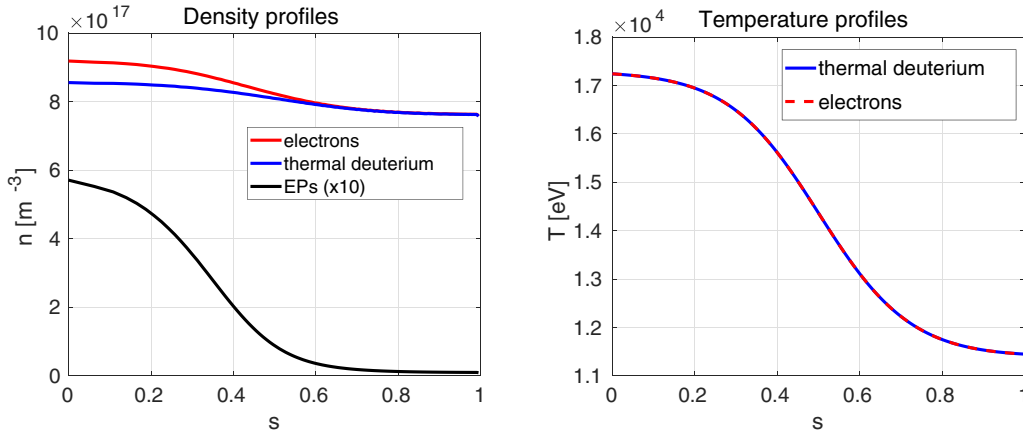 Density profiles
×10 17
10
8
6
4
2
0
n [m -3]
electrons
thermal deuterium
EPs (x10)
0 0.2 0.4 0.6 0.8 1
s
Temperature profiles
×10 4
1.8
1.7
1.6
1.5
1.4
1.3
1.2
1.1
T [eV]
thermal deuterium
electrons
0 0.2 0.4 0.6 0.8 1
s